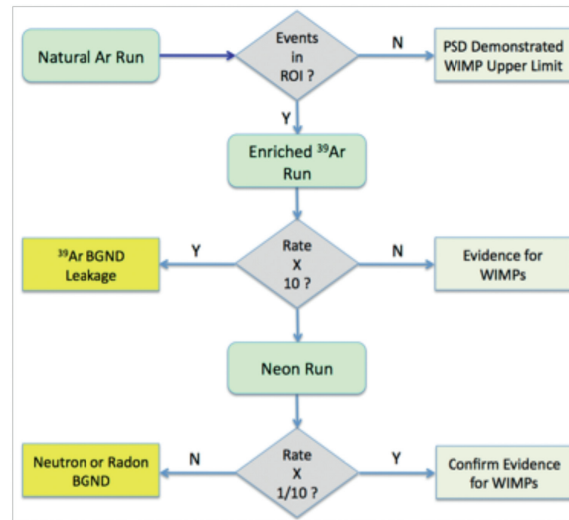 Natural Ar Run
Events
in
ROI ?
N
PSD Demonstrated
WIMP Upper Limit
Y
Enriched ³⁹Ar
Run
³⁹Ar BGND
Leakage
Y
Rate
X
10 ?
N
Evidence for
WIMPs
Neon Run
Neutron or Radon
BGND
N
Rate
X
1/10 ?
Y
Confirm Evidence
for WIMPs